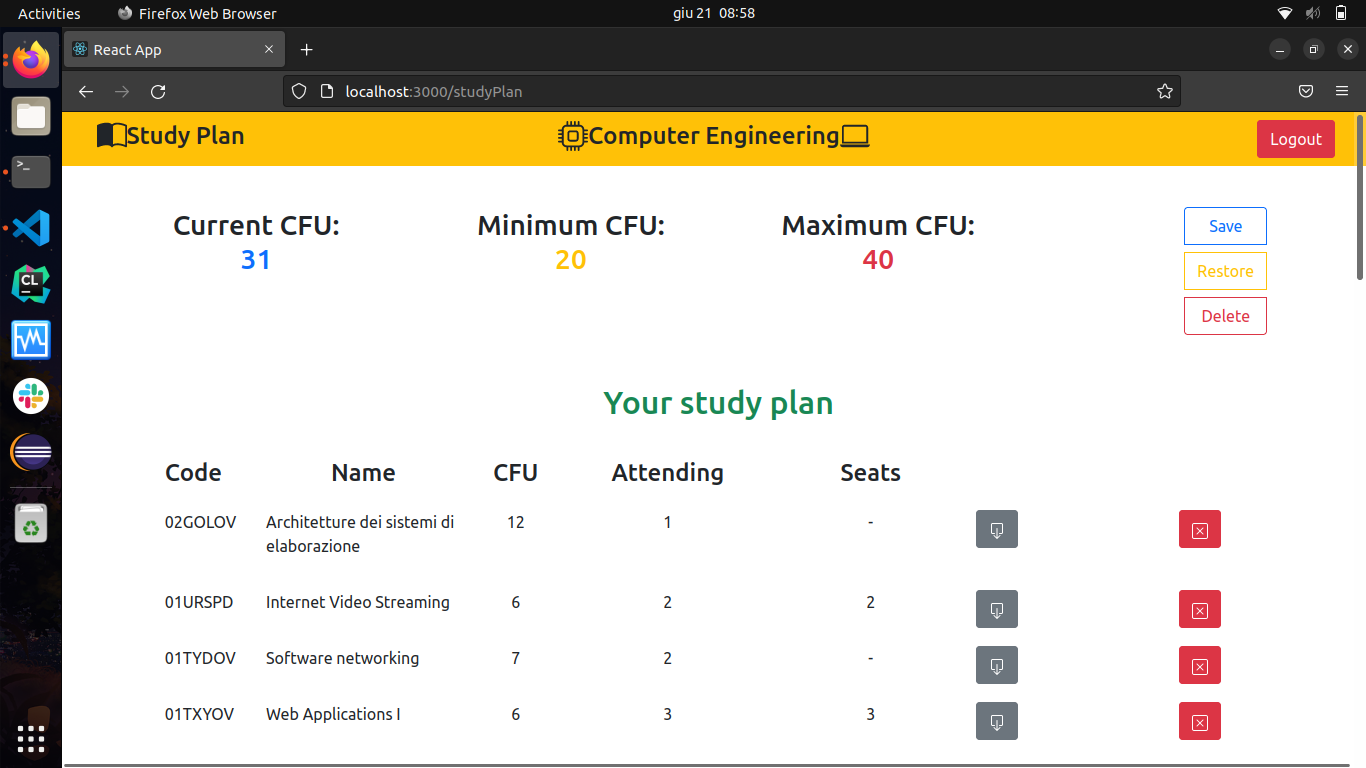 Activities Firefox Web Browser giu 21 08:58
React App
localhost:3000/studyPlan
Study Plan Computer Engineering Logout
Current CFU: Minimum CFU: Maximum CFU:
31 20 40
Save
Restore
Delete
Your study plan
Code Name CFU Attending Seats
02GOLOV Architetture dei sistemi di 12 1 -
elaborazione
01URSPD Internet Video Streaming 6 2 2
01TYDOV Software networking 7 2 -
01TXYOV Web Applications I 6 3 3
CL
>_